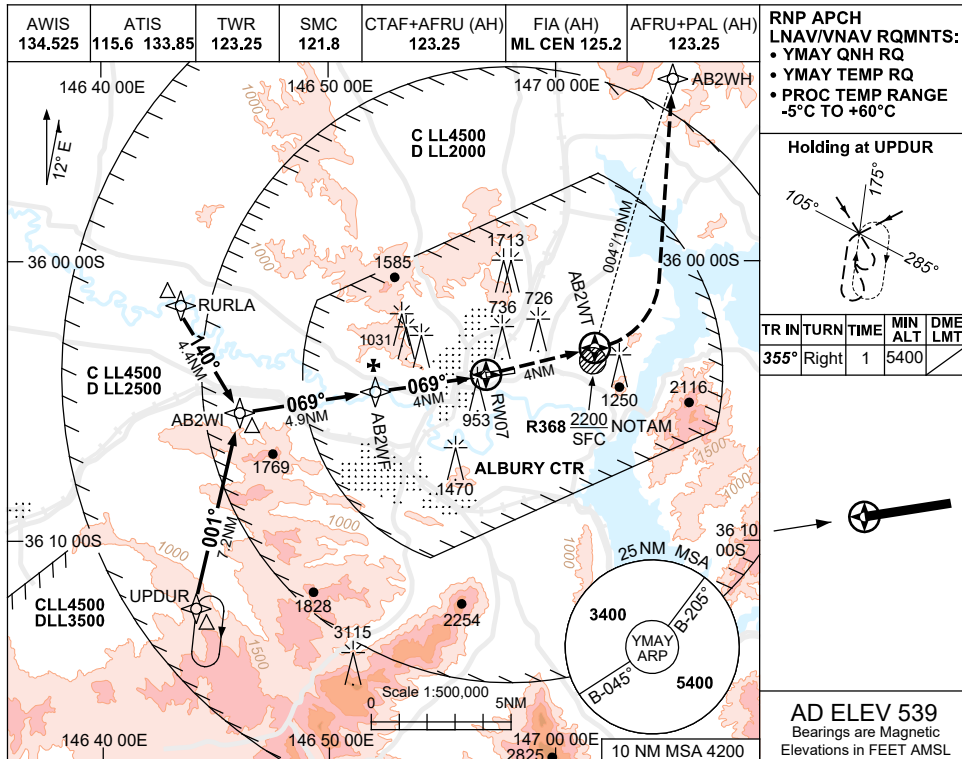 AWIS
134.525
ATIS
115.6 133.85
TWR
123.25
SMC
121.8
CTAF+AFRU (AH)
123.25
FIA (AH)
ML CEN 125.2
AFRU+PAL (AH)
123.25
RNP APCH
LNAV/VNAV RQMNTS:
• YMAY QNH RQ
• YMAY TEMP RQ
• PROC TEMP RANGE
-5°C TO +60°C
Holding at UPDUR
105°
175°
285°
TR IN
TURN
TIME
MIN ALT
DME LMT
355°
Right
1
5400
146 40 00E
146 50 00E
147 00 00E
AB2WH
1000
12° E
C LL4500
D LL2000
1000
1713
004°/10NM
36 00 00S
36 00 00S
1585
RURLA
1031
736
726
AB2WT
140°
4.4NM
C LL4500
D LL2500
069°
4.9NM
AB2WI
AB2WF
069°
4NM
RW07
953
4NM
1250
2116
R368
2200
SFC
NOTAM
1769
1470
ALBURY CTR
1500
1000
001°
7.2NM
1000
1000
1000
36 10 00S
36 10
00S
UPDUR
CLL4500
DLL3500
1500
1828
2254
3115
25 NM MSA
3400
YMAY
ARP
B-205°
B-045°
5400
Scale 1:500,000
0
5NM
146 40 00E
146 50 00E
147 00 00E
2825
10 NM MSA 4200
AD ELEV 539
Bearings are Magnetic
Elevations in FEET AMSL